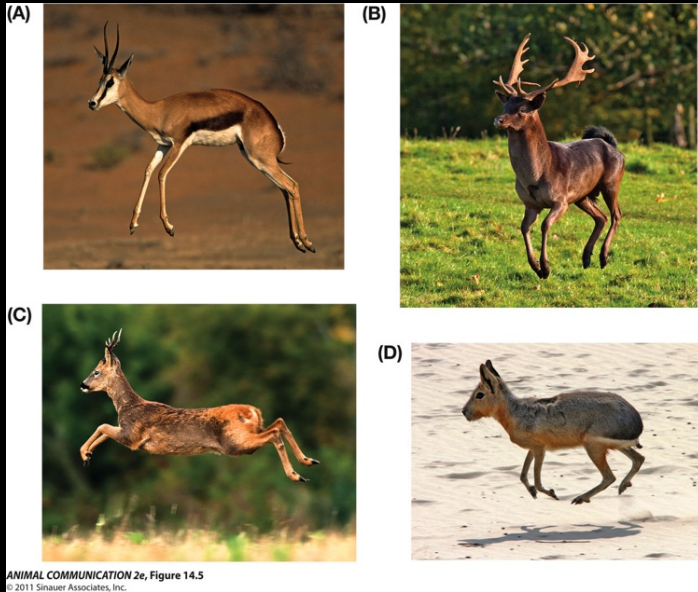 (A)
(B)
(C)
(D)
ANIMAL COMMUNICATION 2e, Figure 14.5
© 2011 Sinauer Associates, Inc.